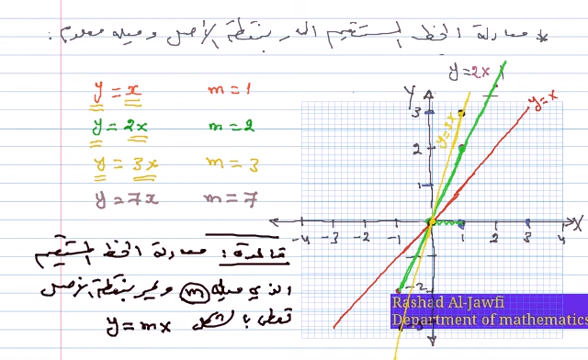 * معادلة الخط المستقيم المار بنقطة الأصل وميله معلوم :
y = x m = 1
y = 2x m = 2
y = 3x m = 3
y = 7x m = 7
قاعدة : معادلة الخط المستقيم
الذي ميله m ويمر بنقطة الأصل
تعطى بالشكل y = mx
y = 2x
y = x
y = 3x
Y
3
2
1
-4 -3 -2 -1 1 2 3 4 X
-2
Rashad Al-Jawfi
Department of mathematics